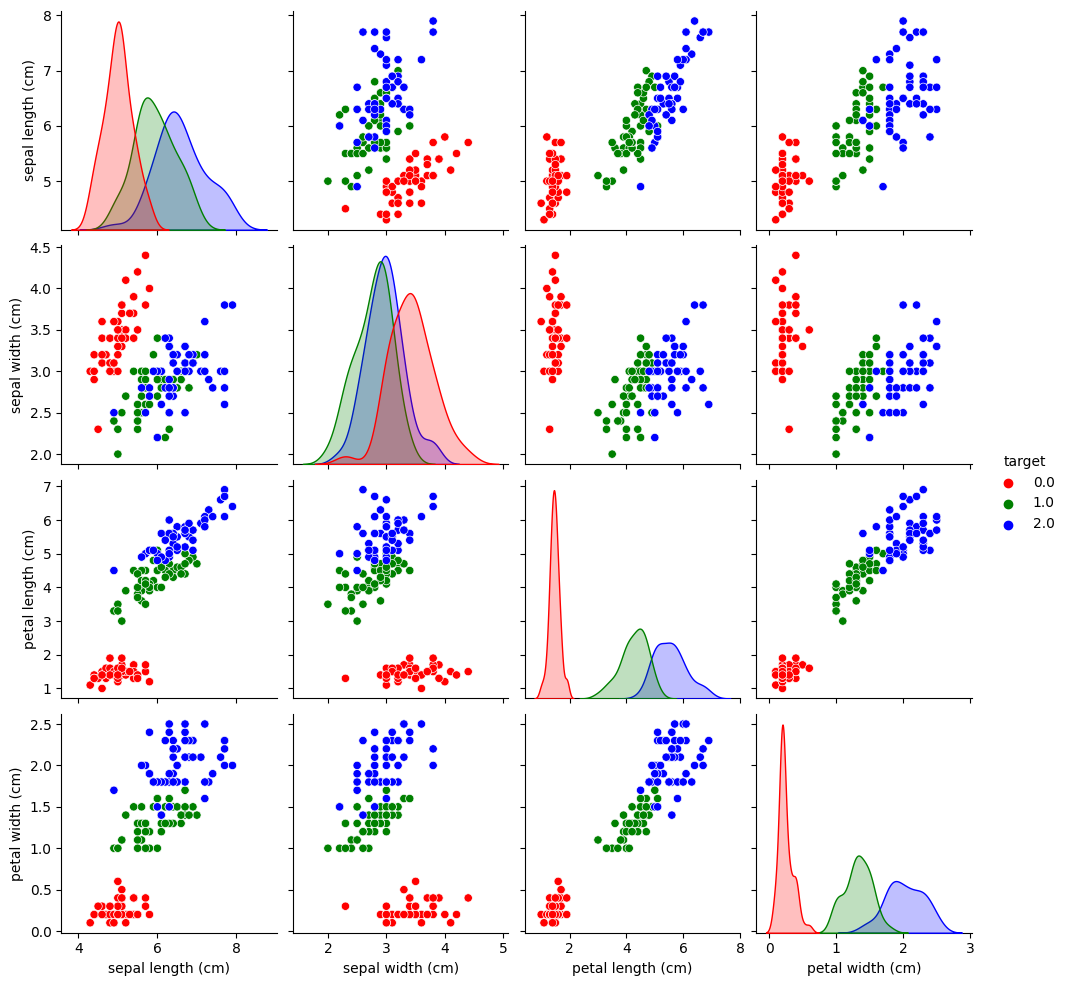 8
7
6
5
sepal length (cm)
4.5
4.0
3.5
3.0
2.5
2.0
sepal width (cm)
target
0.0
1.0
2.0
7
6
5
4
3
2
1
petal length (cm)
2.5
2.0
1.5
1.0
0.5
0.0
petal width (cm)
4 6 8
2 3 4 5
2 4 6 8
0 1 2 3
sepal length (cm) sepal width (cm) petal length (cm) petal width (cm)